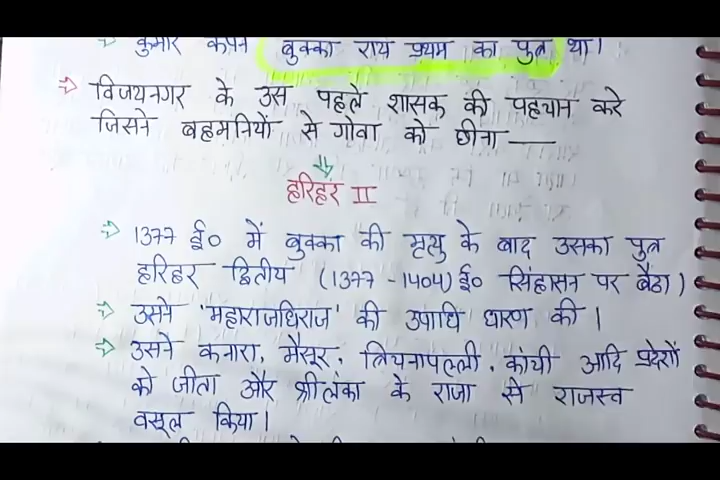 → कुमार कंपन बुक्का राय प्रथम का पुत्र था।
⇒ विजयनगर के उस पहले शासक की पहचान करे
जिसने बहमनियों से गोवा को छीना —
हरिहर II
→ 1377 ई० में बुक्का की मृत्यु के बाद उसका पुत्र
हरिहर द्वितीय (1377 - 1404) ई० सिंहासन पर बैठा)
→ उसने 'महाराजधिराज' की उपाधि धारण की।
→ उसने कनारा, मैसूर, त्रिचनापल्ली, कांची आदि प्रदेशों
को जीता और श्रीलंका के राजा से राजस्व
वसूल किया।